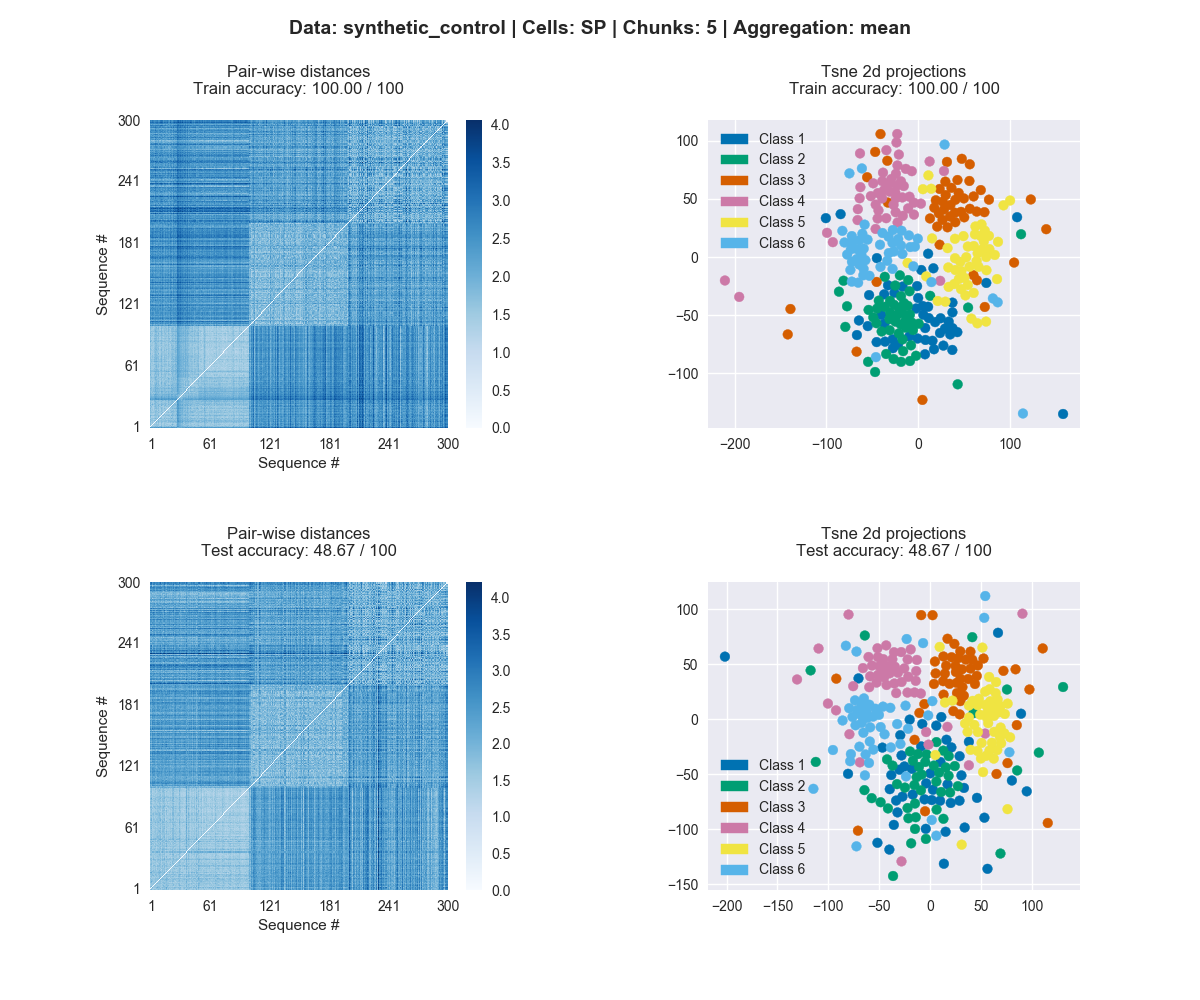 Data: synthetic_control | Cells: SP | Chunks: 5 | Aggregation: mean
Pair-wise distances
Train accuracy: 100.00 / 100
300
241
181
121
61
1
Sequence #
1 61 121 181 241 300
Sequence #
4.0
3.5
3.0
2.5
2.0
1.5
1.0
0.5
0.0
Tsne 2d projections
Train accuracy: 100.00 / 100
100
50
0
−50
−100
−200 −100 0 100
Class 1
Class 2
Class 3
Class 4
Class 5
Class 6
Pair-wise distances
Test accuracy: 48.67 / 100
300
241
181
121
61
1
Sequence #
1 61 121 181 241 300
Sequence #
4.0
3.5
3.0
2.5
2.0
1.5
1.0
0.5
0.0
Tsne 2d projections
Test accuracy: 48.67 / 100
100
50
0
−50
−100
−150
−200 −150 −100 −50 0 50 100
Class 1
Class 2
Class 3
Class 4
Class 5
Class 6